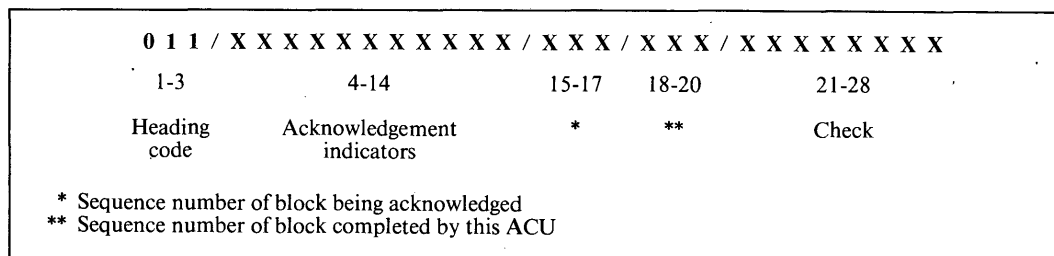 0 1 1 / X X X X X X X X X X X / X X X / X X X / X X X X X X X X
1-3 4-14 15-17 18-20 21-28
Heading Acknowledgement * ** Check
code indicators
* Sequence number of block being acknowledged
** Sequence number of block completed by this ACU